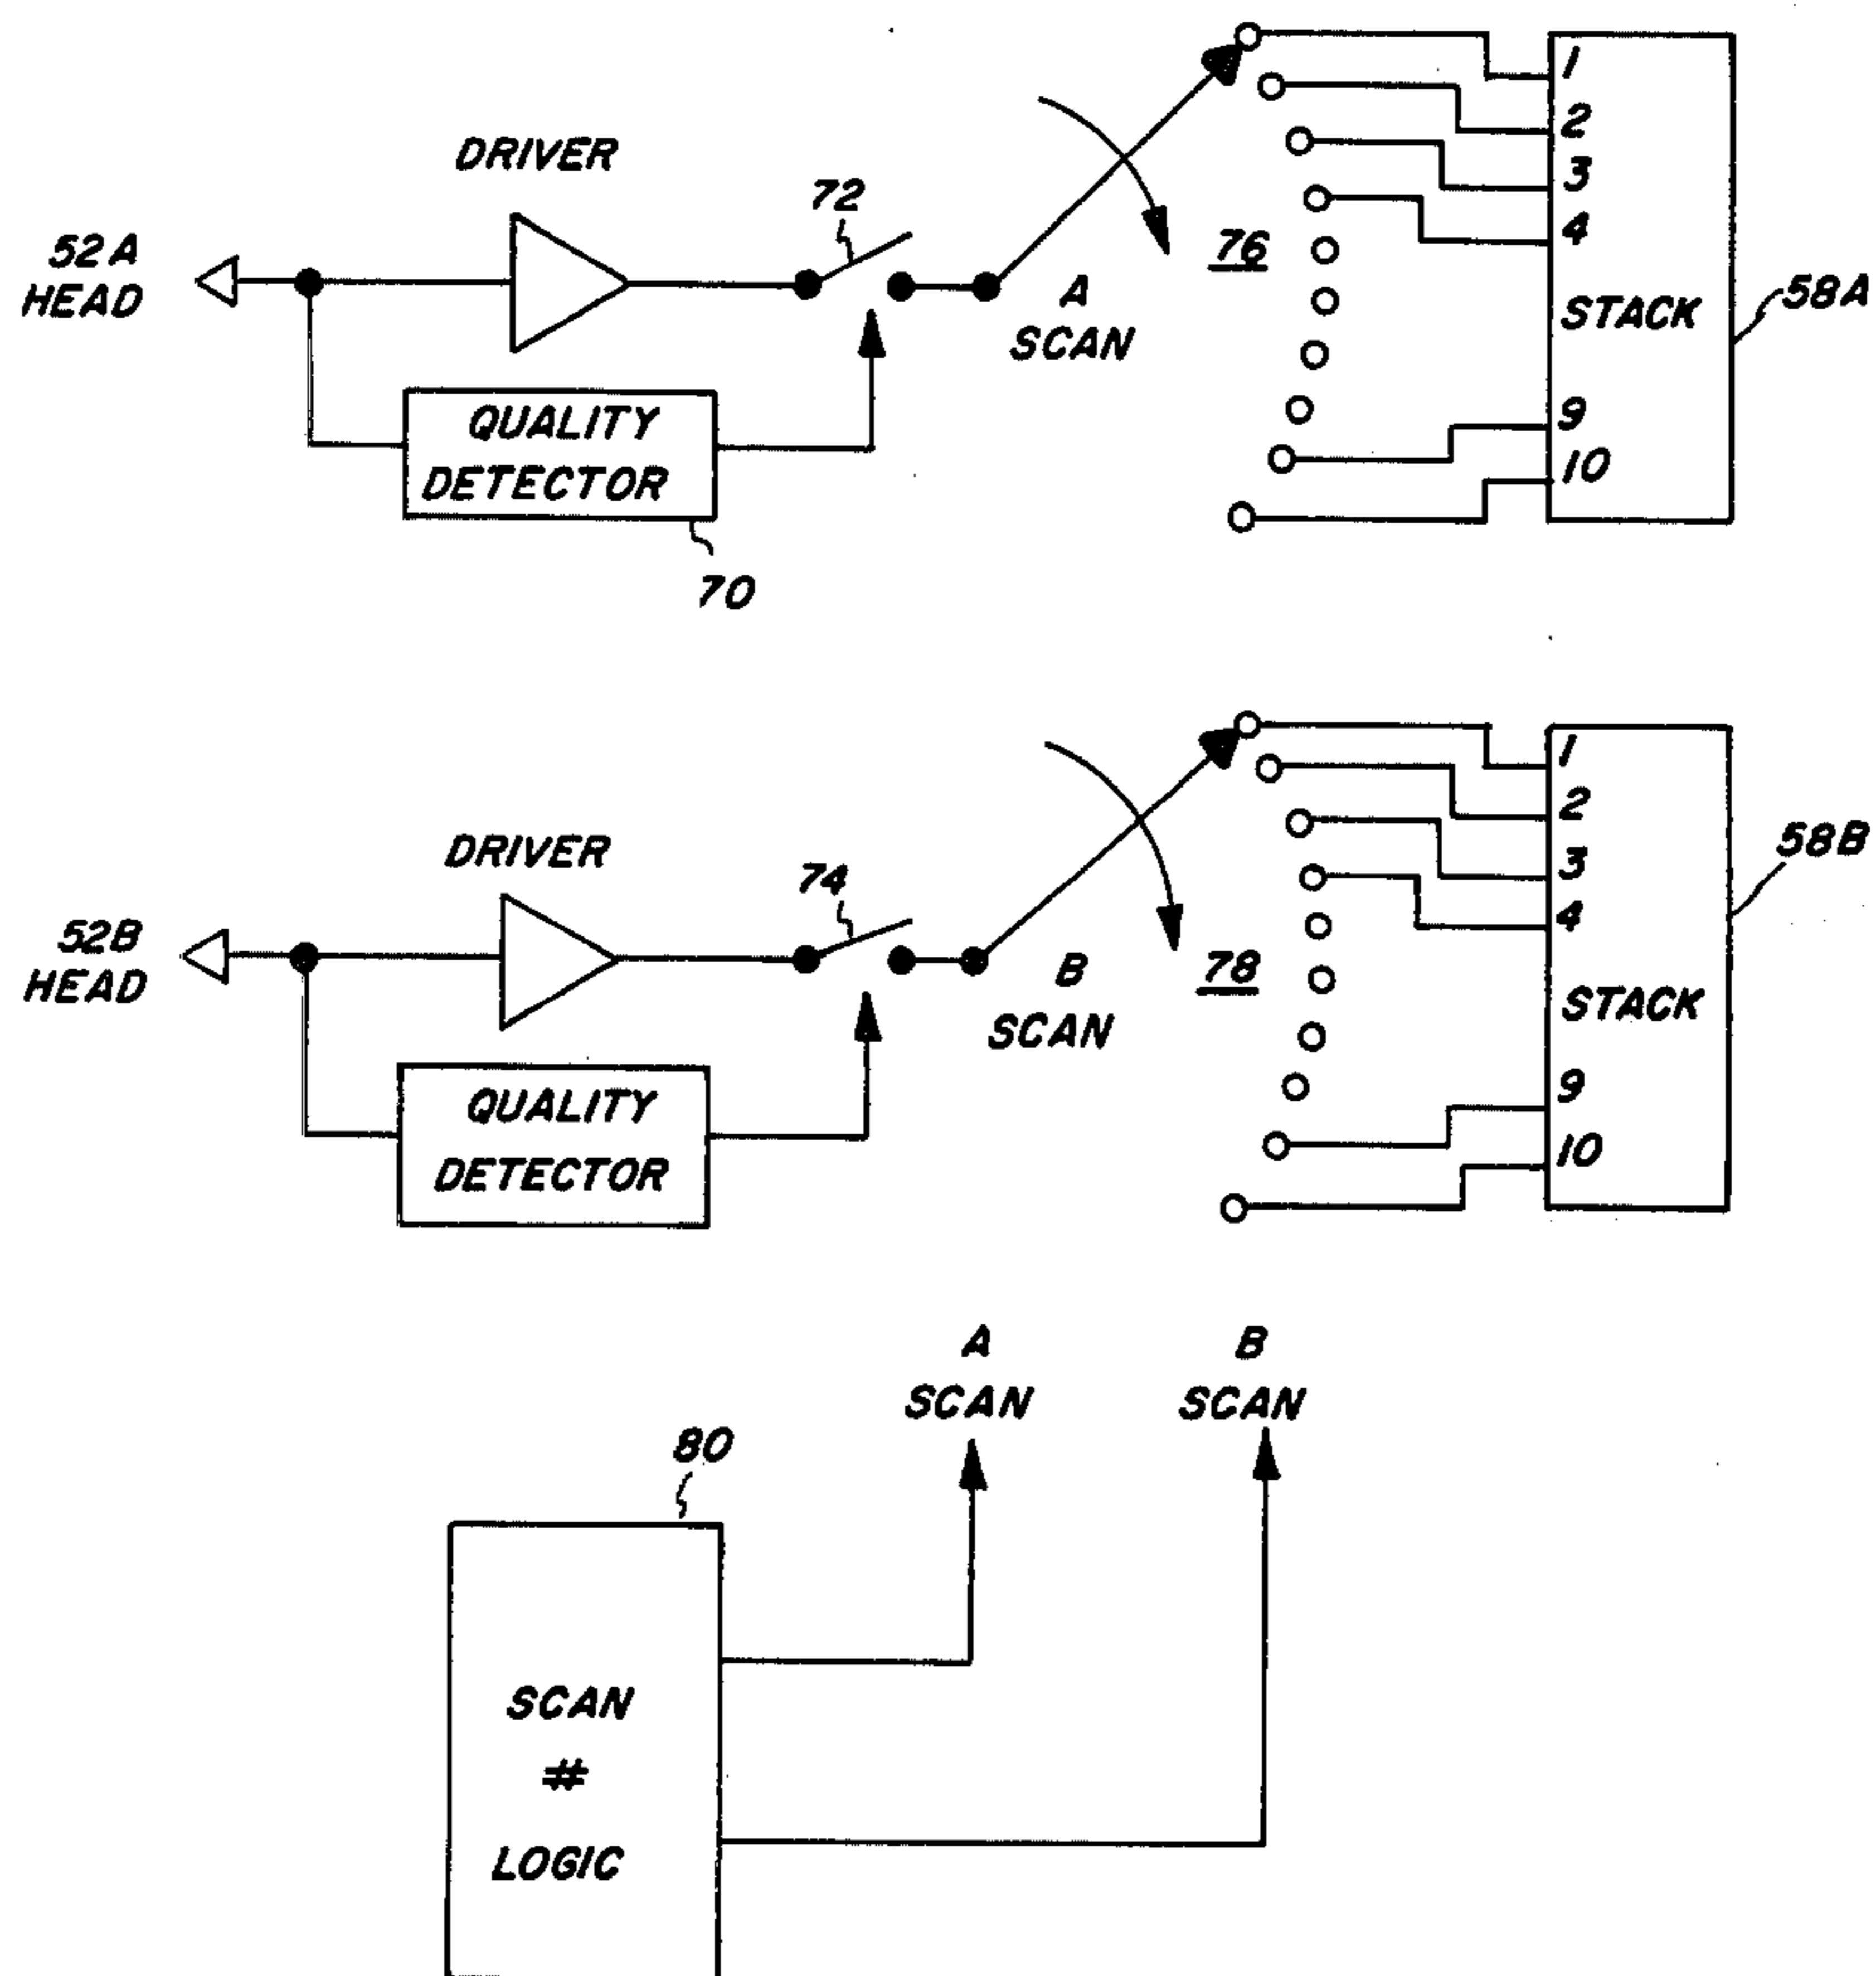 DRIVER
72
52A
HEAD
76
A
SCAN
1
2
3
4
STACK
9
10
58A
QUALITY
DETECTOR
70
DRIVER
74
52B
HEAD
78
B
SCAN
1
2
3
4
STACK
9
10
58B
QUALITY
DETECTOR
A
SCAN
B
SCAN
80
SCAN
#
LOGIC